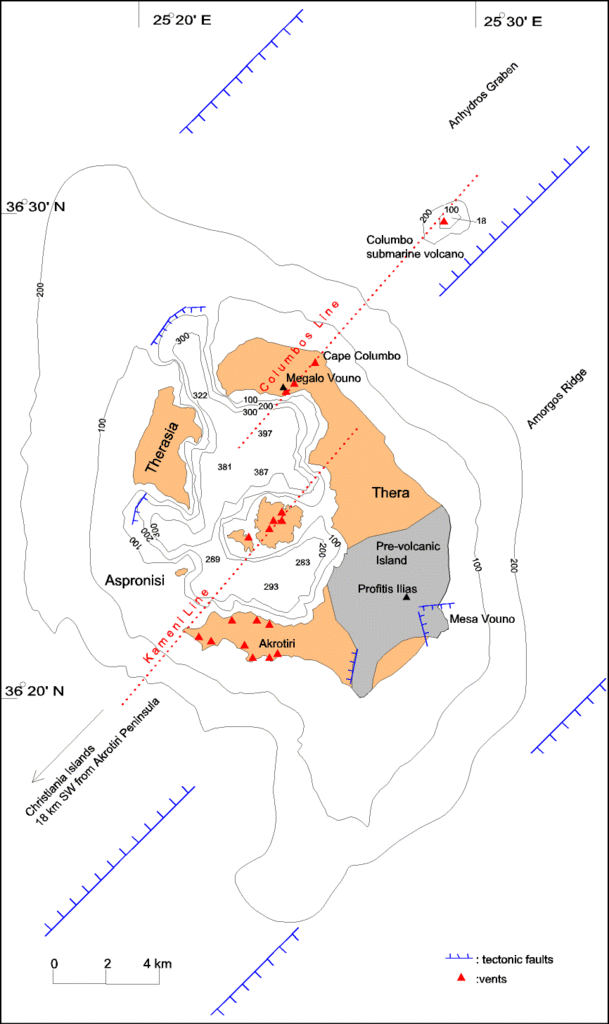 25°20' E
25°30' E
Anhydros Graben
36°30' N
200
100
200
18
Columbo
submarine volcano
200
300
Columbos Line
Cape Columbo
Megalo Vouno
322
100
200
300
397
Amorgos Ridge
100
Therasia
381
387
Thera
200
300
100
100
200
Pre-volcanic
Island
289
283
100
200
Aspronisi
293
Profitis Ilias
Mesa Vouno
Kameni Line
Akrotiri
36°20' N
Christiania Islands
18 km SW from Akrotiri Peninsula
0 2 4 km
: tectonic faults
:vents